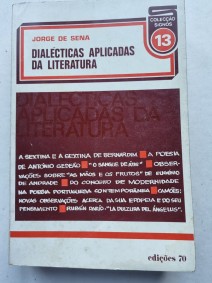 COLECÇÃO
SIGNOS
13
JORGE DE SENA
DIALÉCTICAS APLICADAS
DA LITERATURA
DIALÉCTICAS
APLICADAS
LITERATURA
A SEXTINA E A SEXTINA DE BERNARDIM ■ A POESIA
DE ANTÓNIO GEDEÃO ■ "O SANGUE DE ÁTIS" ■ OBSER-
VAÇÕES SOBRE "AS MÃOS E OS FRUTOS" DE EUGÉNIO
DE ANDRADE ■ DO CONCEITO DE MODERNIDADE
NA POESIA PORTUGUESA CONTEMPORÂNEA ■ CAMÕES:
NOVAS OBSERVAÇÕES ACERCA DA SUA EPOPEIA E DO SEU
PENSAMENTO ■ RUBÉN DARÍO: "LA DULZURA DEL ÁNGELUS".
edições 70